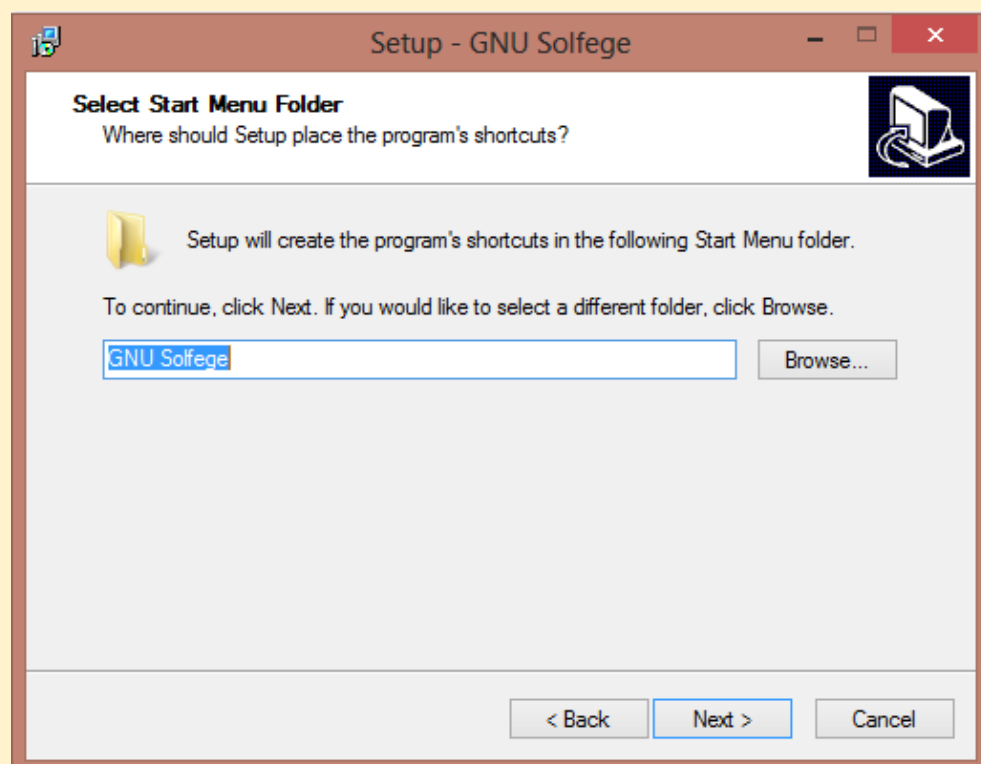 Setup - GNU Solfege
Select Start Menu Folder
Where should Setup place the program's shortcuts?
Setup will create the program's shortcuts in the following Start Menu folder.
To continue, click Next. If you would like to select a different folder, click Browse.
GNU Solfege
Browse...
< Back
Next >
Cancel